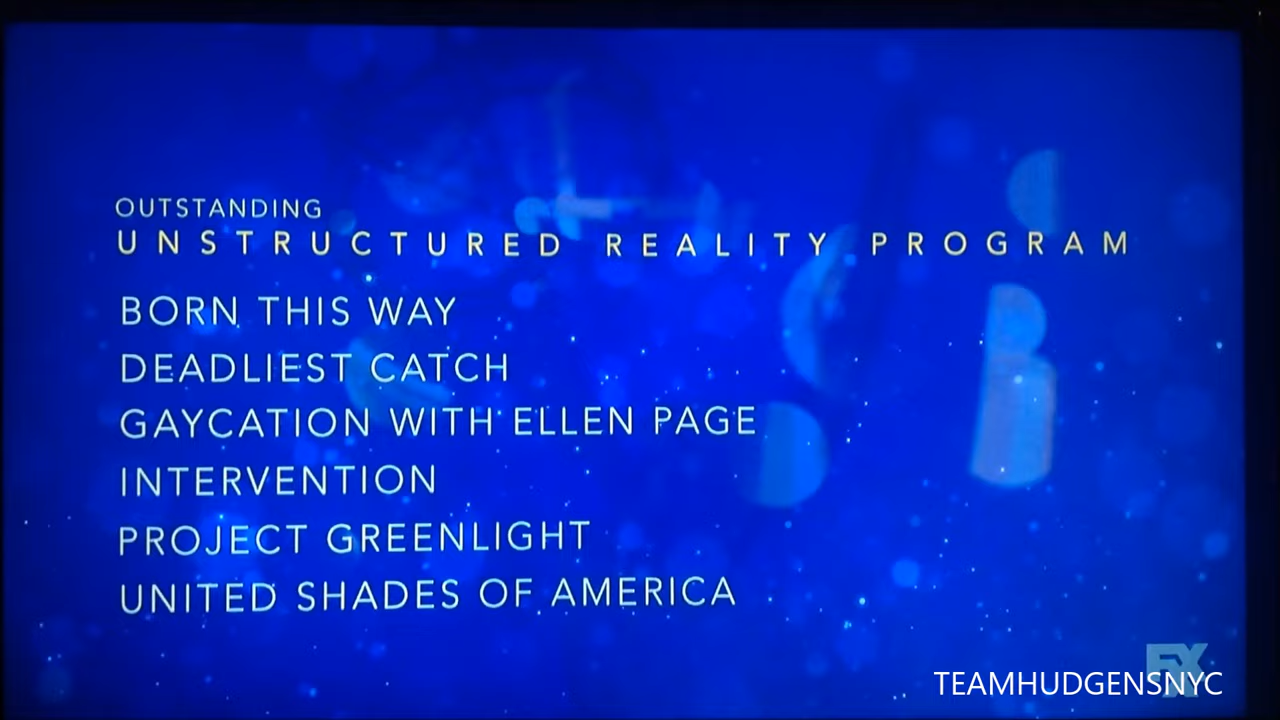 OUTSTANDING
UNSTRUCTURED REALITY PROGRAM
BORN THIS WAY
DEADLIEST CATCH
GAYCATION WITH ELLEN PAGE
INTERVENTION
PROJECT GREENLIGHT
UNITED SHADES OF AMERICA
FX
TEAMHUDGENSNYC